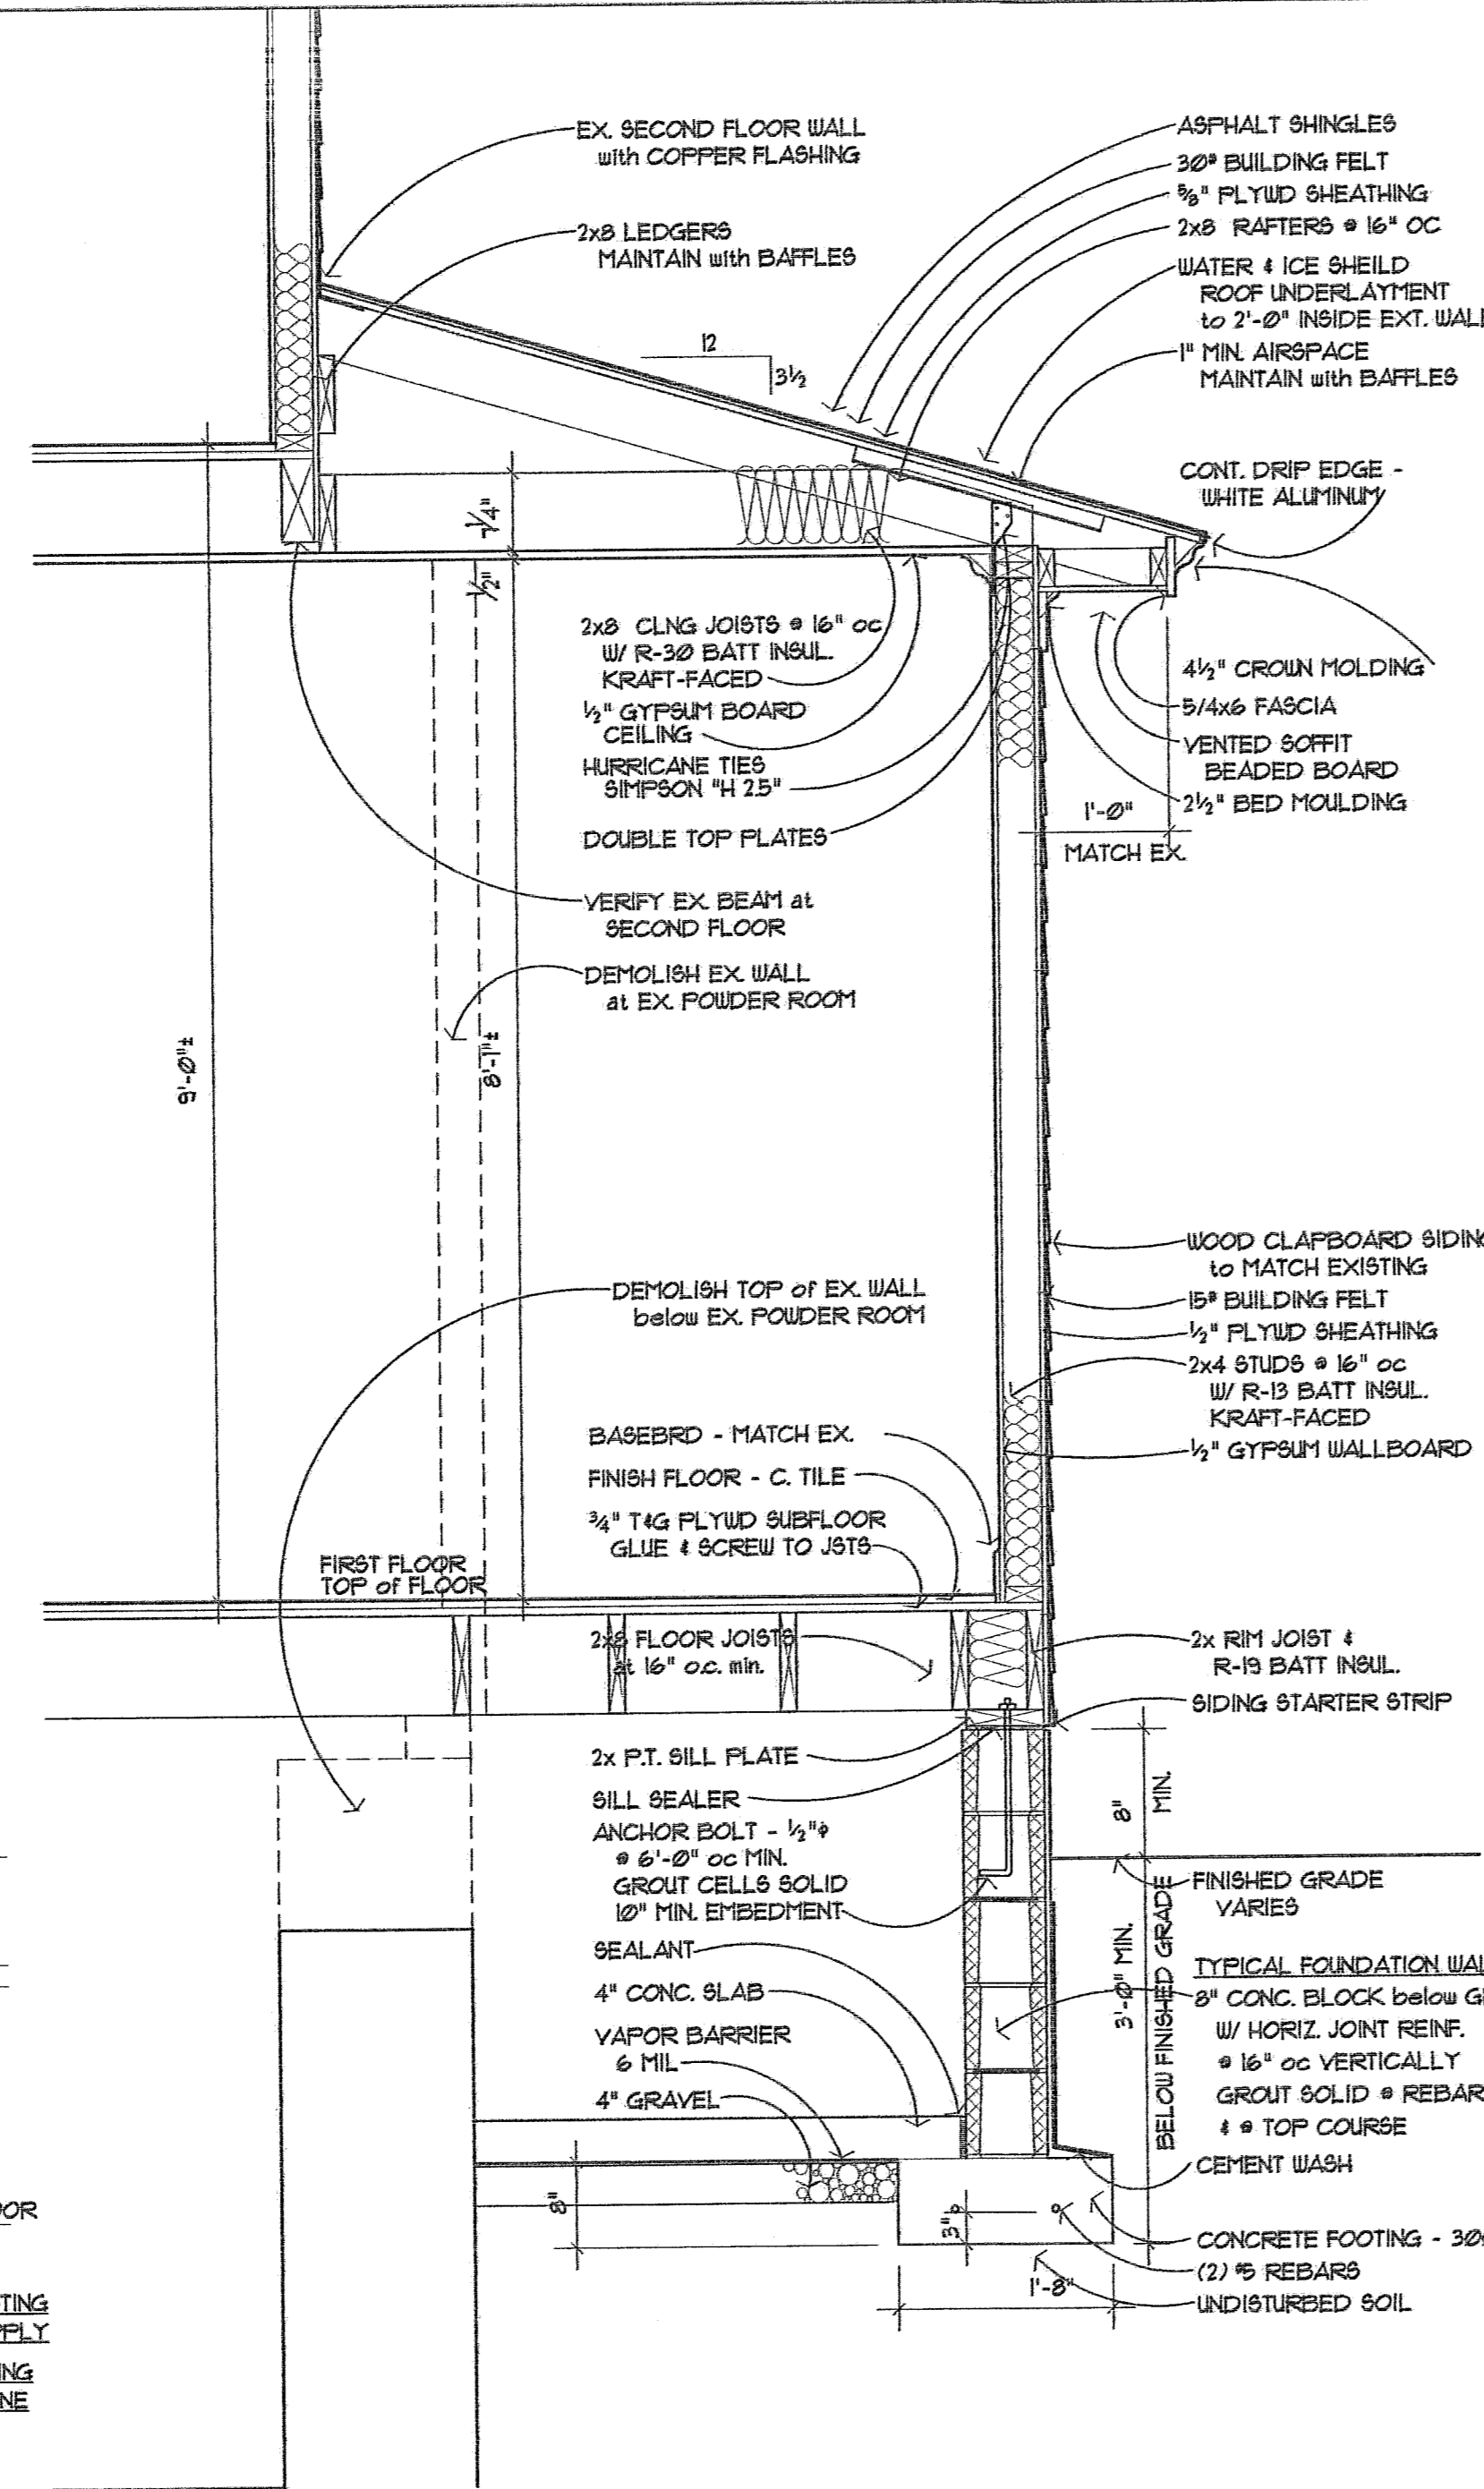 EX. SECOND FLOOR WALL
with COPPER FLASHING
2x8 LEDGERS
MAINTAIN with BAFFLES
ASPHALT SHINGLES
30# BUILDING FELT
5/8" PLYWD SHEATHING
2x8 RAFTERS @ 16" OC
WATER & ICE SHEILD
ROOF UNDERLAYMENT
to 2'-0" INSIDE EXT. WALL
1" MIN. AIRSPACE
MAINTAIN with BAFFLES
12
3½
CONT. DRIP EDGE -
WHITE ALUMINUM
7¼"
½"
2x8 CLNG JOISTS @ 16" OC
W/ R-30 BATT INSUL.
KRAFT-FACED
½" GYPSUM BOARD
CEILING
HURRICANE TIES
SIMPSON "H 2.5"
DOUBLE TOP PLATES
VERIFY EX. BEAM at
SECOND FLOOR
DEMOLISH EX. WALL
at EX. POWDER ROOM
4½" CROWN MOLDING
5/4x6 FASCIA
VENTED SOFFIT
BEADED BOARD
2½" BED MOULDING
1'-0"
MATCH EX.
9'-0"±
8'-1"±
DEMOLISH TOP of EX. WALL
below EX. POWDER ROOM
WOOD CLAPBOARD SIDING
to MATCH EXISTING
15# BUILDING FELT
½" PLYWD SHEATHING
2x4 STUDS @ 16" OC
W/ R-13 BATT INSUL.
KRAFT-FACED
½" GYPSUM WALLBOARD
BASEBRD - MATCH EX.
FINISH FLOOR - C. TILE
¾" T&G PLYWD SUBFLOOR
GLUE & SCREW TO JSTS
FIRST FLOOR
TOP of FLOOR
2x8 FLOOR JOISTS
at 16" o.c. min.
2x RIM JOIST &
R-19 BATT INSUL.
SIDING STARTER STRIP
2x P.T. SILL PLATE
SILL SEALER
ANCHOR BOLT - ½"φ
@ 6'-0" OC MIN.
GROUT CELLS SOLID
10" MIN. EMBEDMENT
SEALANT
4" CONC. SLAB
VAPOR BARRIER
6 MIL
4" GRAVEL
8"
MIN.
FINISHED GRADE
VARIES
3'-0" MIN.
BELOW FINISHED GRADE
TYPICAL FOUNDATION WAL
8" CONC. BLOCK below G
W/ HORIZ. JOINT REINF.
@ 16" OC VERTICALLY
GROUT SOLID @ REBAR
& @ TOP COURSE
CEMENT WASH
8"
3"
1'-8"
CONCRETE FOOTING - 30
(2) #5 REBARS
UNDISTURBED SOIL
OOR
TING
PPLY
NG
NE